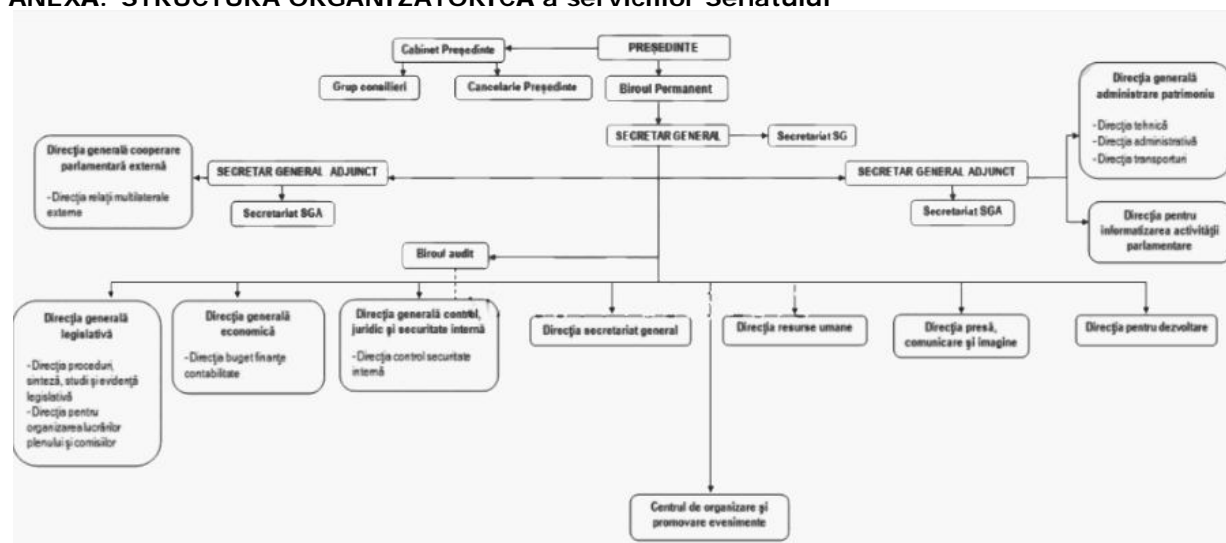 ANEXA: STRUCTURA ORGANIZATORICĂ a serviciilor Senatului
Cabinet Președinte
PREȘEDINTE
Grup consilieri
Cancelarie Președinte
Biroul Permanent
SECRETAR GENERAL
Secretariat SG
Direcția generală
administrare patrimoniu
- Direcția tehnică
- Direcția administrativă
- Direcția transporturi
Direcția generală cooperare
parlamentară externă
- Direcția relații multilaterale
externe
SECRETAR GENERAL ADJUNCT
Secretariat SGA
SECRETAR GENERAL ADJUNCT
Secretariat SGA
Direcția pentru
informatizarea activității
parlamentare
Biroul audit
Direcția generală
legislativă
- Direcția proceduri,
sinteză, studii și evidență
legislativă
- Direcția pentru
organizarea lucrărilor
plenului și comisiilor
Direcția generală
economică
- Direcția buget finanțe
contabilitate
Direcția generală control,
juridic și securitate internă
- Direcția control securitate
internă
Direcția secretariat general
Direcția resurse umane
Direcția presă,
comunicare și imagine
Direcția pentru dezvoltare
Centrul de organizare și
promovare evenimente